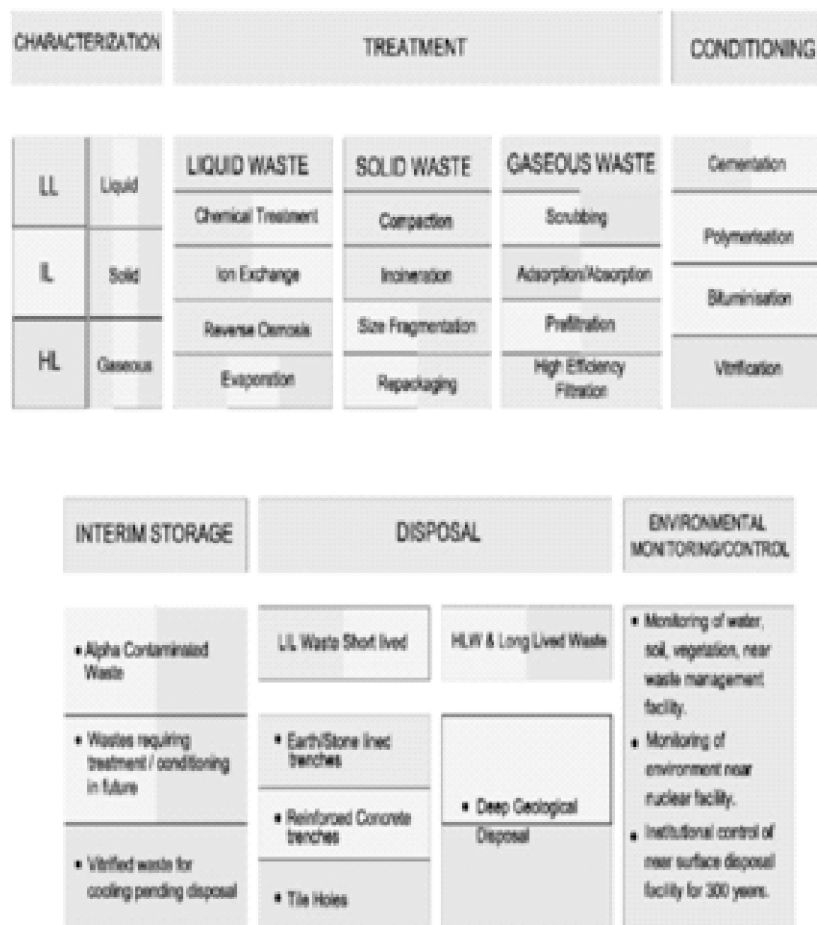 CHARACTERIZATION
TREATMENT
CONDITIONING
LL
Liquid
IL
Solid
HL
Gaseous
LIQUID WASTE
Chemical Treatment
Ion Exchange
Reverse Osmosis
Evaporation
SOLID WASTE
Compaction
Incineration
Size Fragmentation
Repackaging
GASEOUS WASTE
Scrubbing
Adsorption/Absorption
Prefiltration
High Efficiency
Filtration
Cementation
Polymerisation
Bituminisation
Vitrification
INTERIM STORAGE
DISPOSAL
ENVIRONMENTAL
MONITORING/CONTROL
• Alpha Contaminated
Waste
• Wastes requiring
treatment / conditioning
in future
• Vitrified waste for
cooling pending disposal
LIL Waste Short lived
• Earth/Stone lined
trenches
• Reinforced Concrete
trenches
• Tile Holes
HLW & Long Lived Waste
• Deep Geological
Disposal
• Monitoring of water,
soil, vegetation, near
waste management
facility.
• Monitoring of
environment near
nuclear facility.
• Institutional control of
near surface disposal
facility for 300 years.